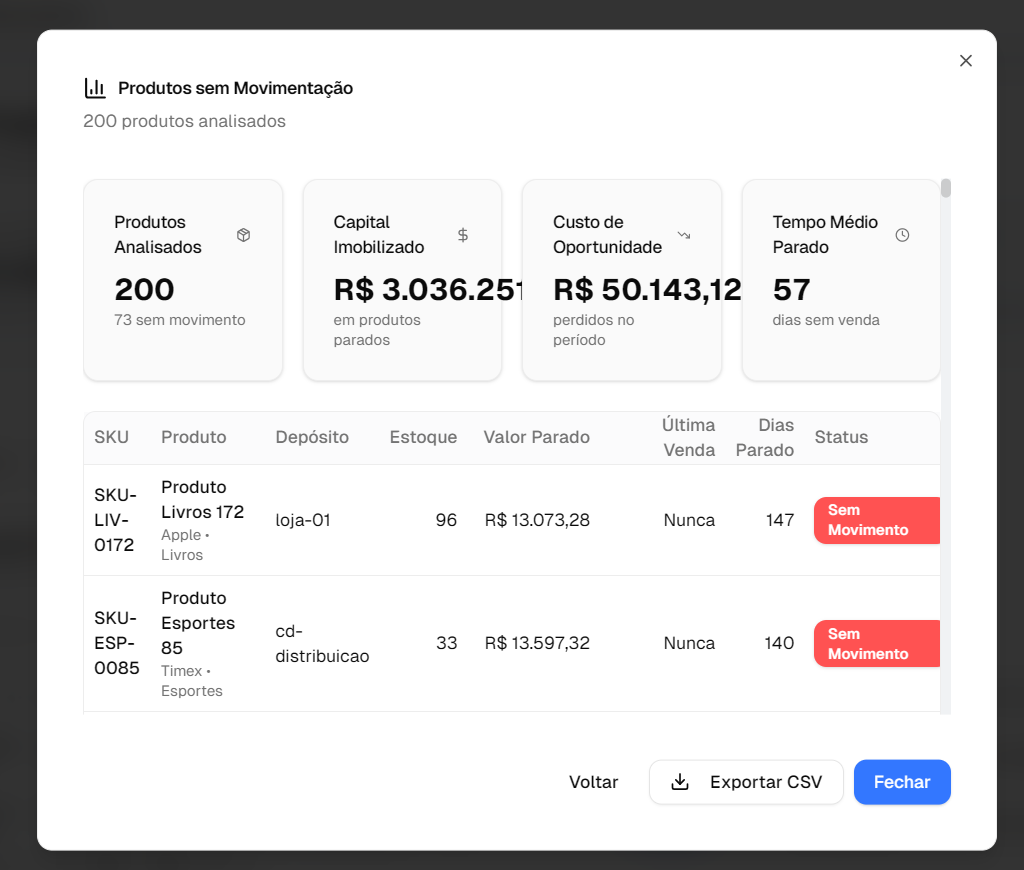 Produtos sem Movimentação
200 produtos analisados
Produtos
Analisados
200
73 sem movimento
Capital
Imobilizado
R$ 3.036.251
em produtos
parados
Custo de
Oportunidade
R$ 50.143,12
perdidos no
período
Tempo Médio
Parado
57
dias sem venda
SKU Produto Depósito Estoque Valor Parado Última Venda Dias Parado Status
SKU-
LIV-
0172
Produto
Livros 172
Apple •
Livros
loja-01
96
R$ 13.073,28
Nunca
147
Sem
Movimento
SKU-
ESP-
0085
Produto
Esportes
85
Timex •
Esportes
cd-
distribuicao
33
R$ 13.597,32
Nunca
140
Sem
Movimento
Voltar
Exportar CSV
Fechar